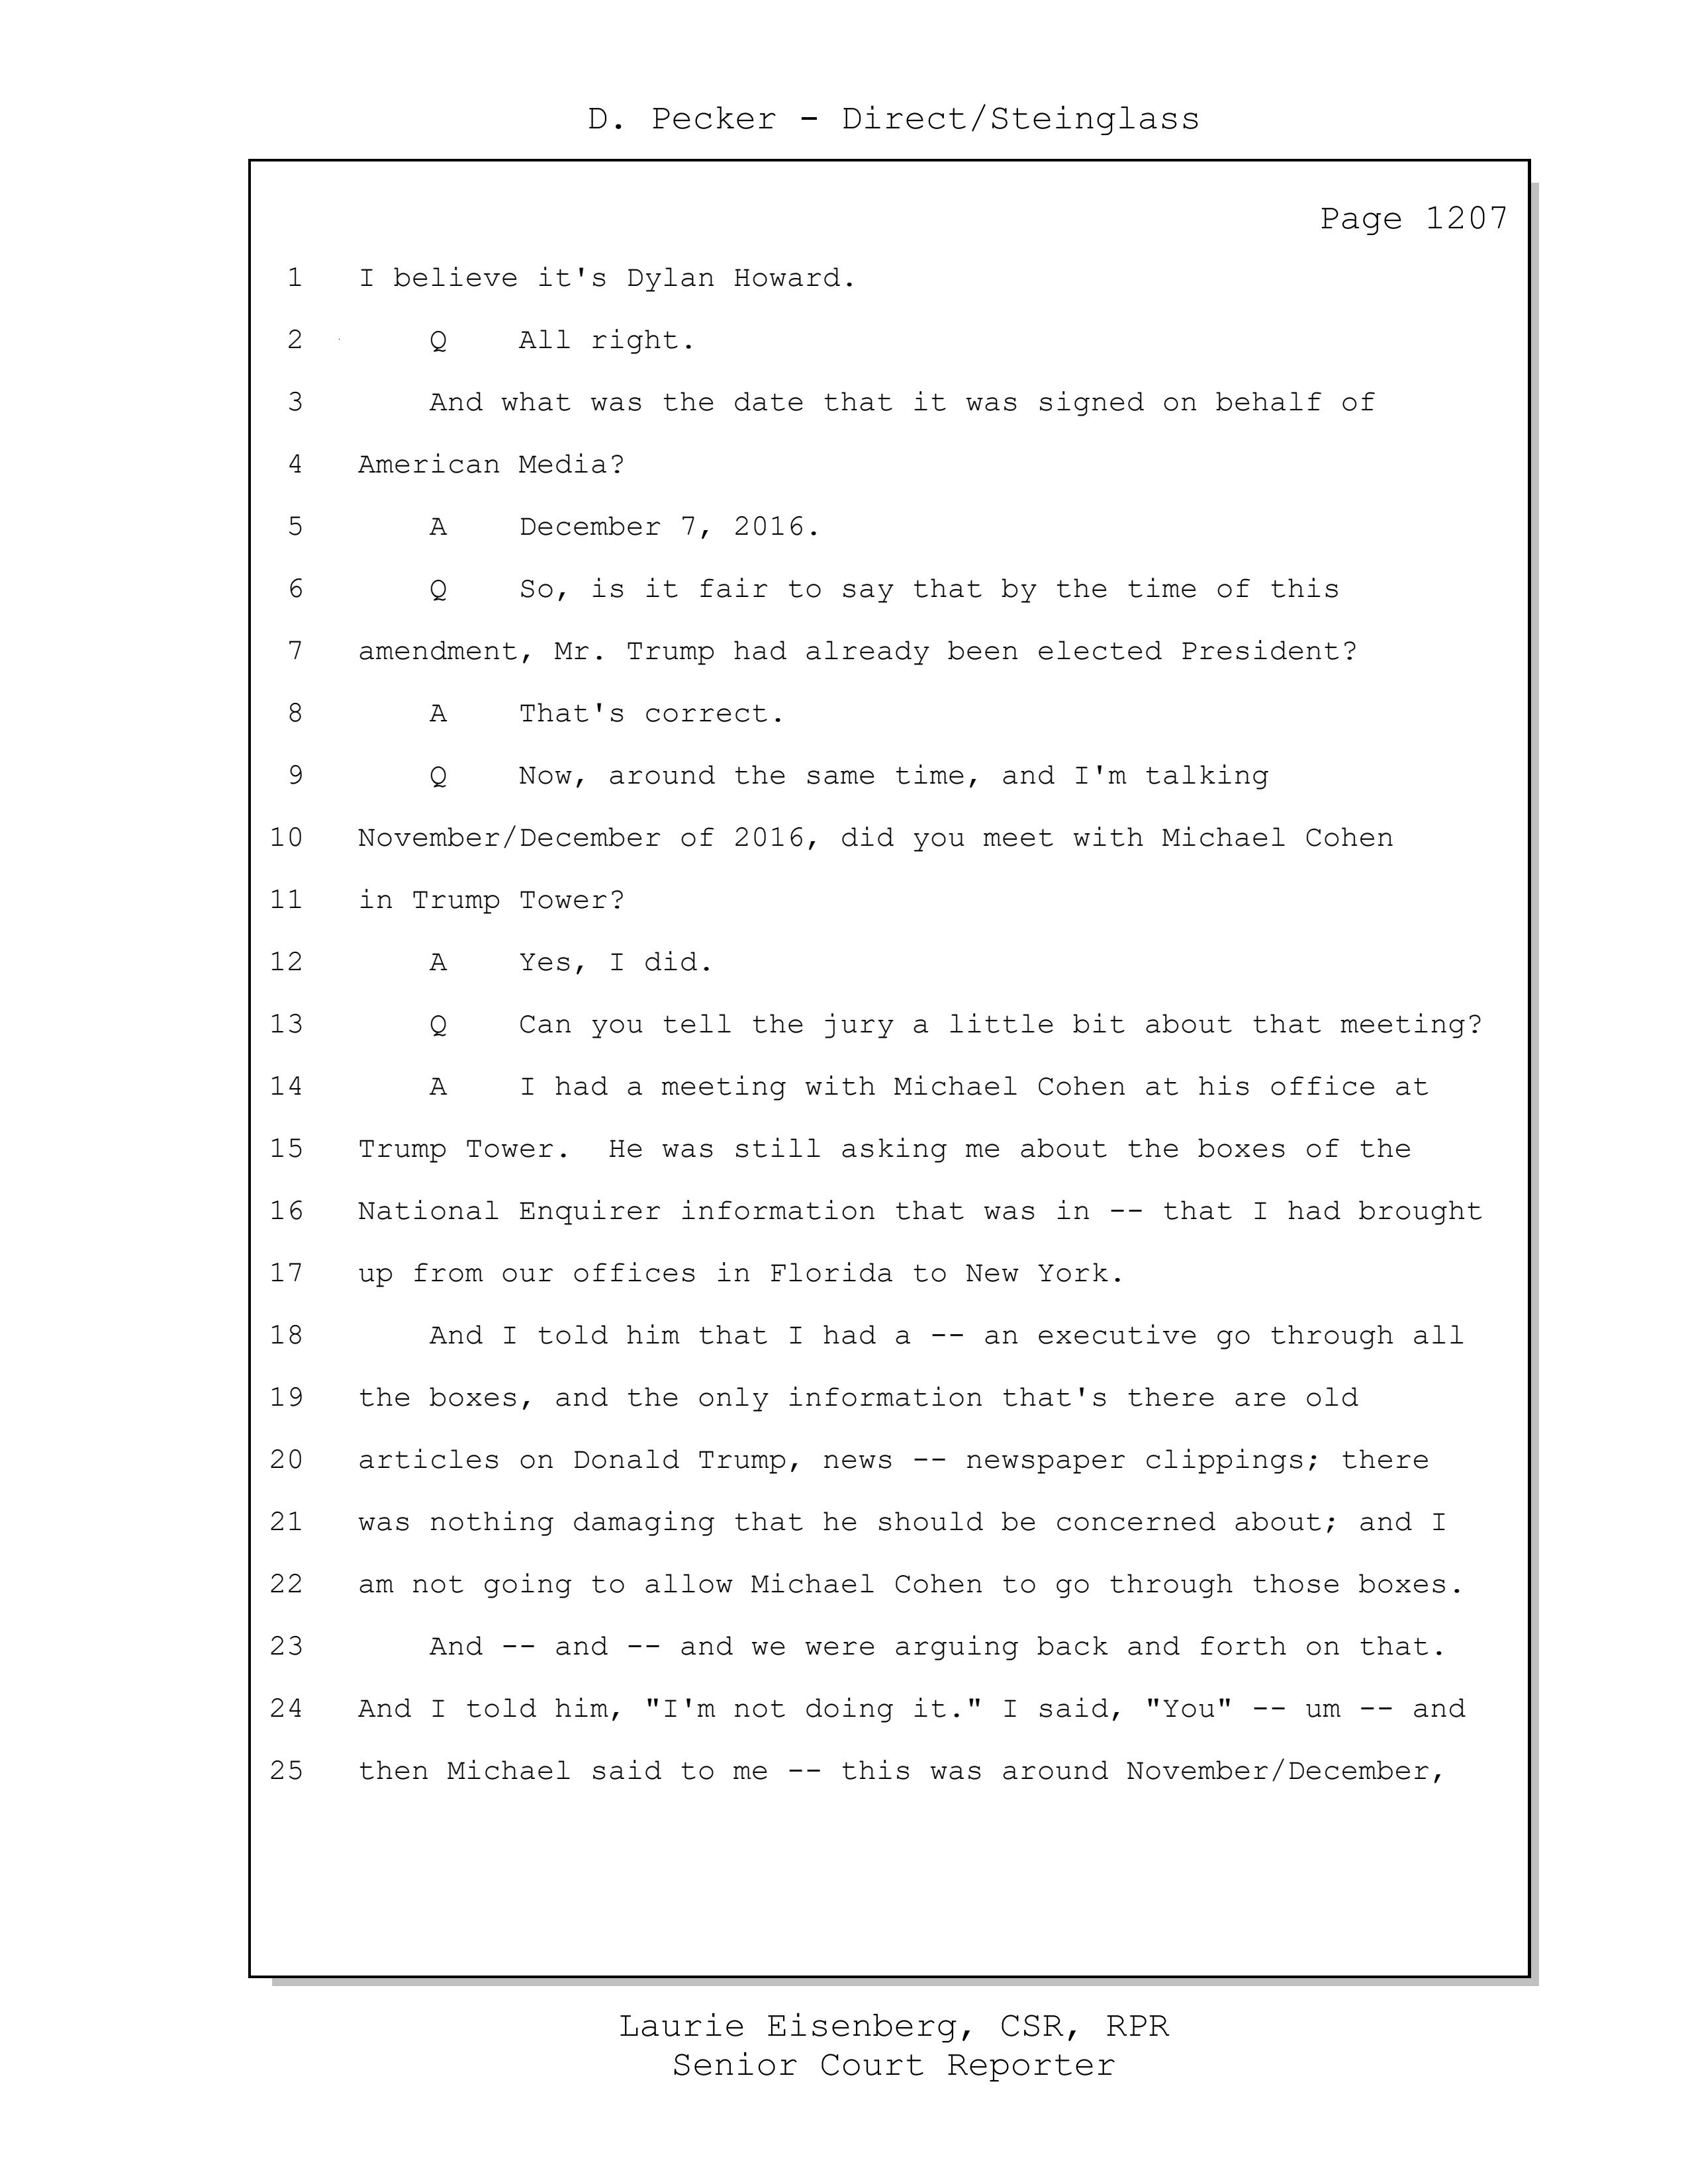 D. Pecker - Direct/Steinglass
Page 1207
1 I believe it's Dylan Howard.
2 Q All right.
3 And what was the date that it was signed on behalf of
4 American Media?
5 A December 7, 2016.
6 Q So, is it fair to say that by the time of this
7 amendment, Mr. Trump had already been elected President?
8 A That's correct.
9 Q Now, around the same time, and I'm talking
10 November/December of 2016, did you meet with Michael Cohen
11 in Trump Tower?
12 A Yes, I did.
13 Q Can you tell the jury a little bit about that meeting?
14 A I had a meeting with Michael Cohen at his office at
15 Trump Tower.  He was still asking me about the boxes of the
16 National Enquirer information that was in -- that I had brought
17 up from our offices in Florida to New York.
18 And I told him that I had a -- an executive go through all
19 the boxes, and the only information that's there are old
20 articles on Donald Trump, news -- newspaper clippings; there
21 was nothing damaging that he should be concerned about; and I
22 am not going to allow Michael Cohen to go through those boxes.
23 And -- and -- and we were arguing back and forth on that.
24 And I told him, "I'm not doing it." I said, "You" -- um -- and
25 then Michael said to me -- this was around November/December,
Laurie Eisenberg, CSR, RPR
Senior Court Reporter